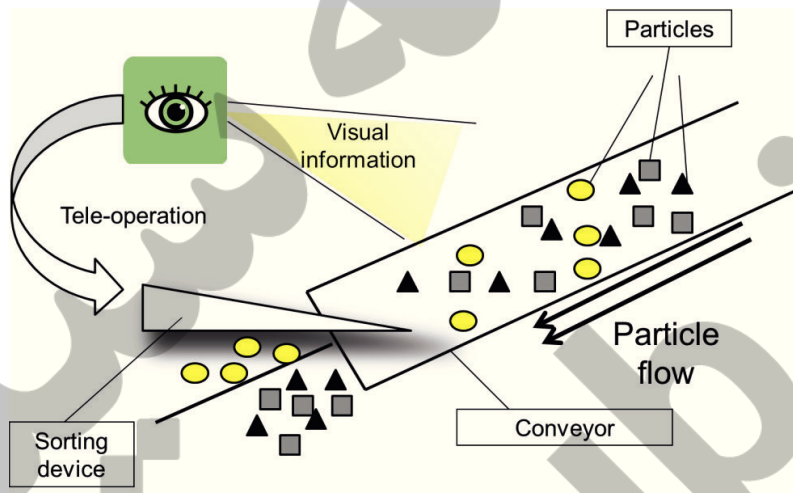 Particles
Visual
information
Tele-operation
Particle
flow
Sorting
device
Conveyor